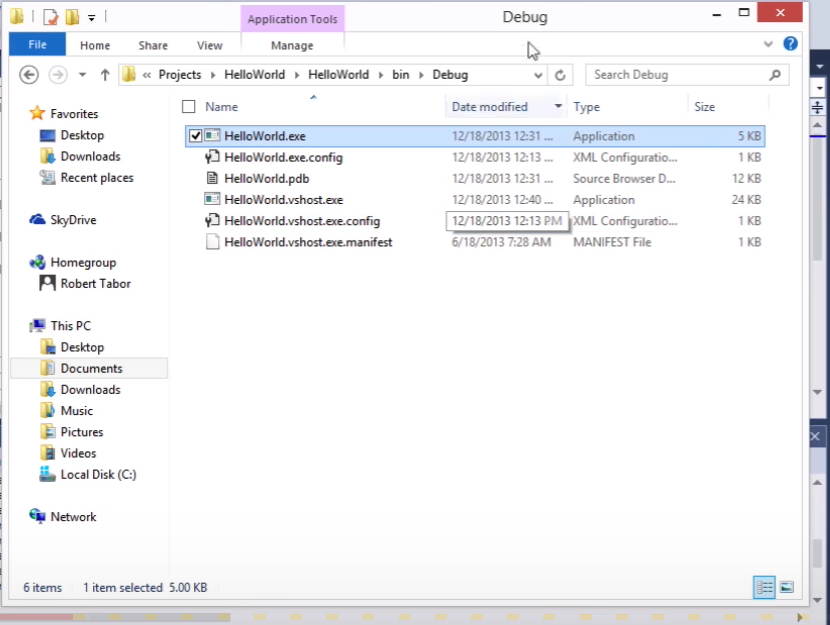 Application Tools
Debug
File Home Share View Manage
« Projects HelloWorld HelloWorld bin Debug
Search Debug
Name Date modified Type Size
HelloWorld.exe 12/18/2013 12:31 ... Application 5 KB
HelloWorld.exe.config 12/18/2013 12:13 ... XML Configuratio... 1 KB
HelloWorld.pdb 12/18/2013 12:31 ... Source Browser D... 12 KB
HelloWorld.vshost.exe 12/18/2013 12:40 ... Application 24 KB
HelloWorld.vshost.exe.config 12/18/2013 12:13 PM XML Configuratio... 1 KB
HelloWorld.vshost.exe.manifest 6/18/2013 7:28 AM MANIFEST File 1 KB
Favorites
Desktop
Downloads
Recent places
SkyDrive
Homegroup
Robert Tabor
This PC
Desktop
Documents
Downloads
Music
Pictures
Videos
Local Disk (C:)
Network
6 items 1 item selected 5.00 KB